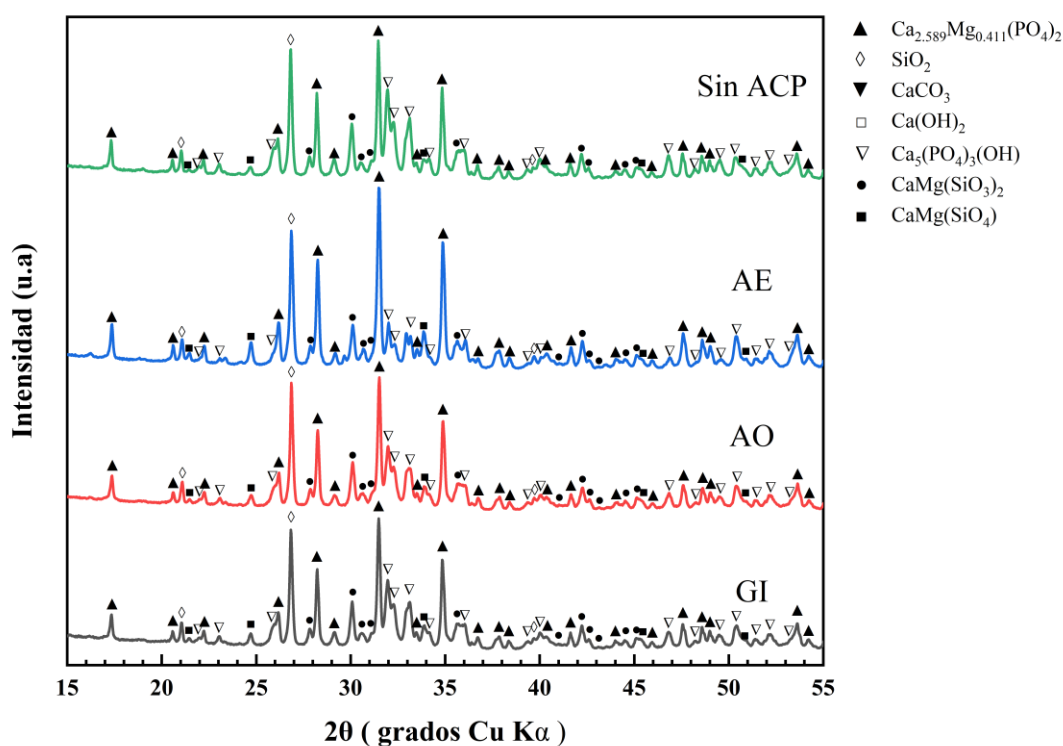 Intensidad (u.a)
Sin ACP
AE
AO
GI
15 20 25 30 35 40 45 50 55
2θ ( grados Cu Kα )
▲ Ca₂.₅₈₉Mg₀.₄₁₁(PO₄)₂
◊ SiO₂
▼ CaCO₃
□ Ca(OH)₂
▽ Ca₅(PO₄)₃(OH)
● CaMg(SiO₃)₂
■ CaMg(SiO₄)